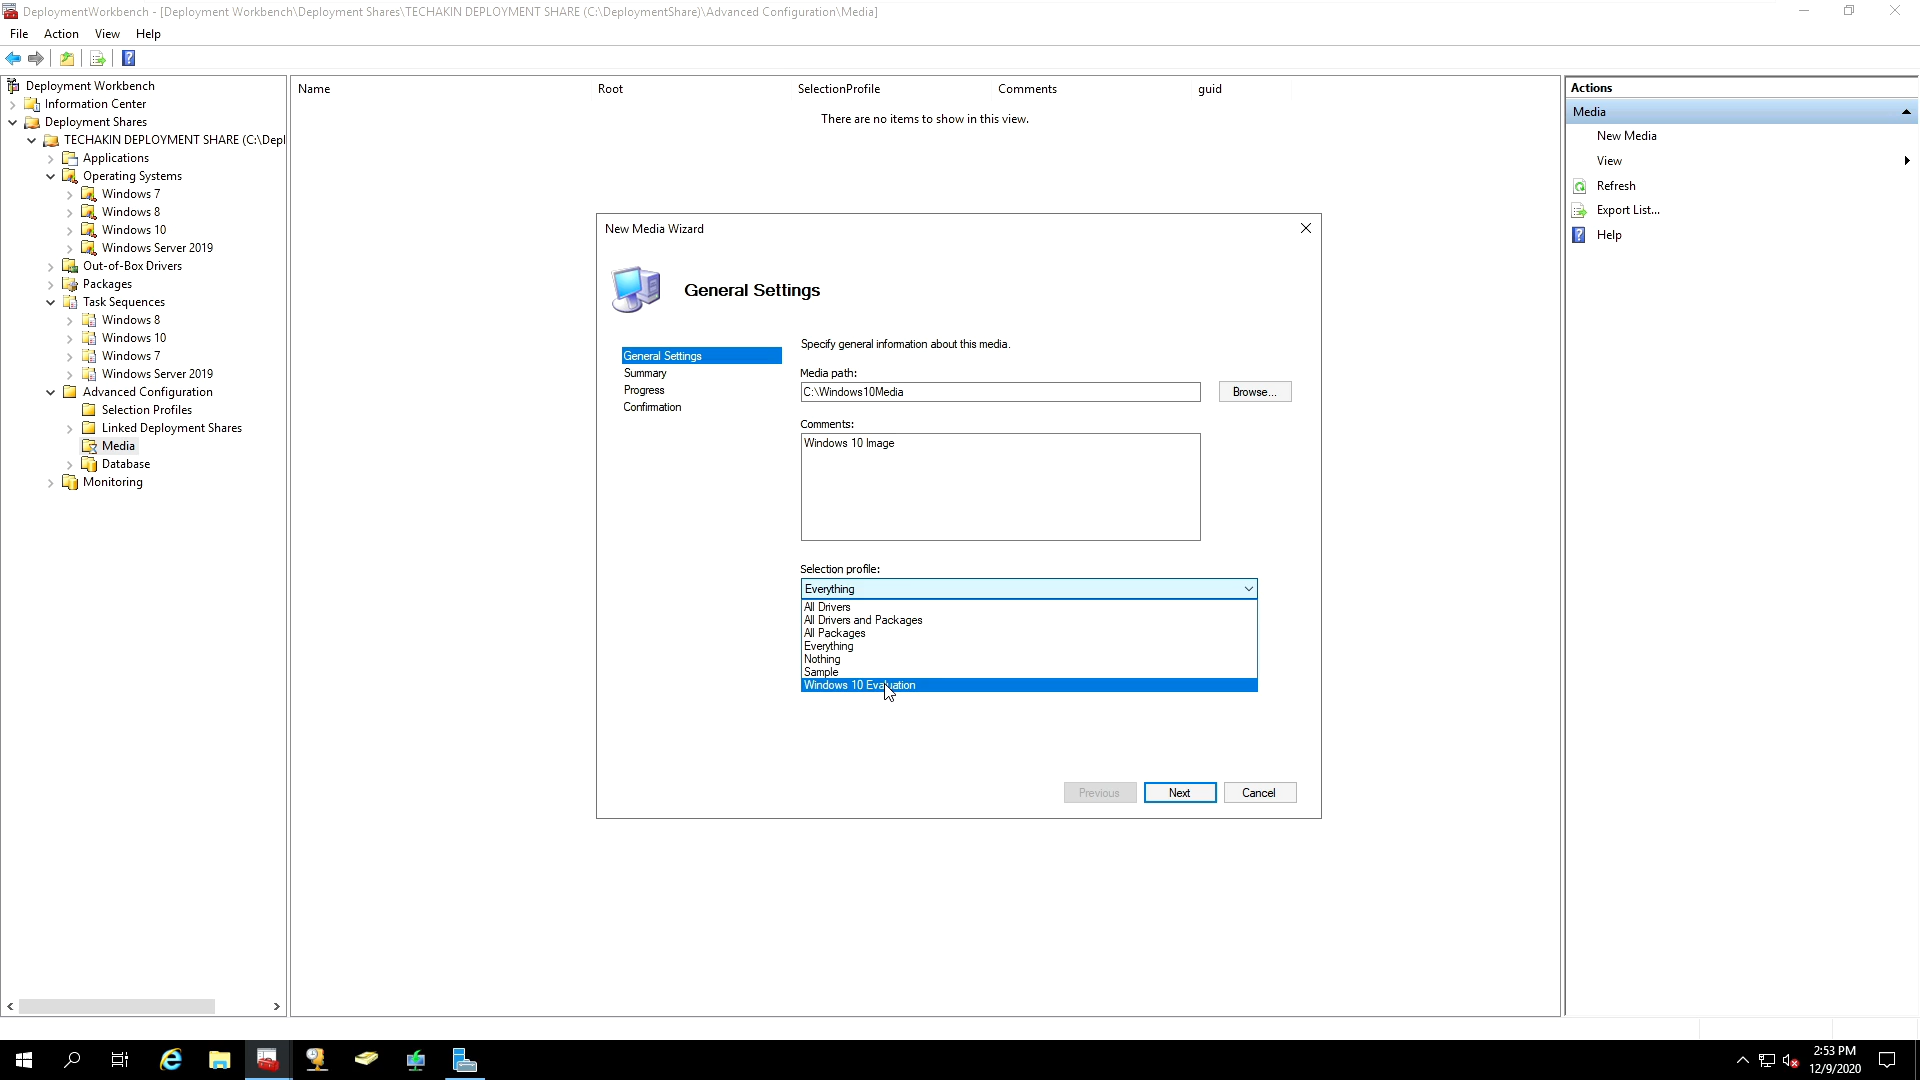 DeploymentWorkbench - [Deployment Workbench\Deployment Shares\TECHAKIN DEPLOYMENT SHARE (C:\DeploymentShare)\Advanced Configuration\Media]
File Action View Help
Deployment Workbench
Information Center
Deployment Shares
TECHAKIN DEPLOYMENT SHARE (C:\Depl
Applications
Operating Systems
Windows 7
Windows 8
Windows 10
Windows Server 2019
Out-of-Box Drivers
Packages
Task Sequences
Windows 8
Windows 10
Windows 7
Windows Server 2019
Advanced Configuration
Selection Profiles
Linked Deployment Shares
Media
Database
Monitoring
Name Root SelectionProfile Comments guid
There are no items to show in this view.
New Media Wizard
General Settings
General Settings
Summary
Progress
Confirmation
Specify general information about this media.
Media path:
C:\Windows10Media
Browse...
Comments:
Windows 10 Image
Selection profile:
Everything
All Drivers
All Drivers and Packages
All Packages
Everything
Nothing
Sample
Windows 10 Evaluation
Previous Next Cancel
Actions
Media
New Media
View
Refresh
Export List...
Help
2:53 PM
12/9/2020